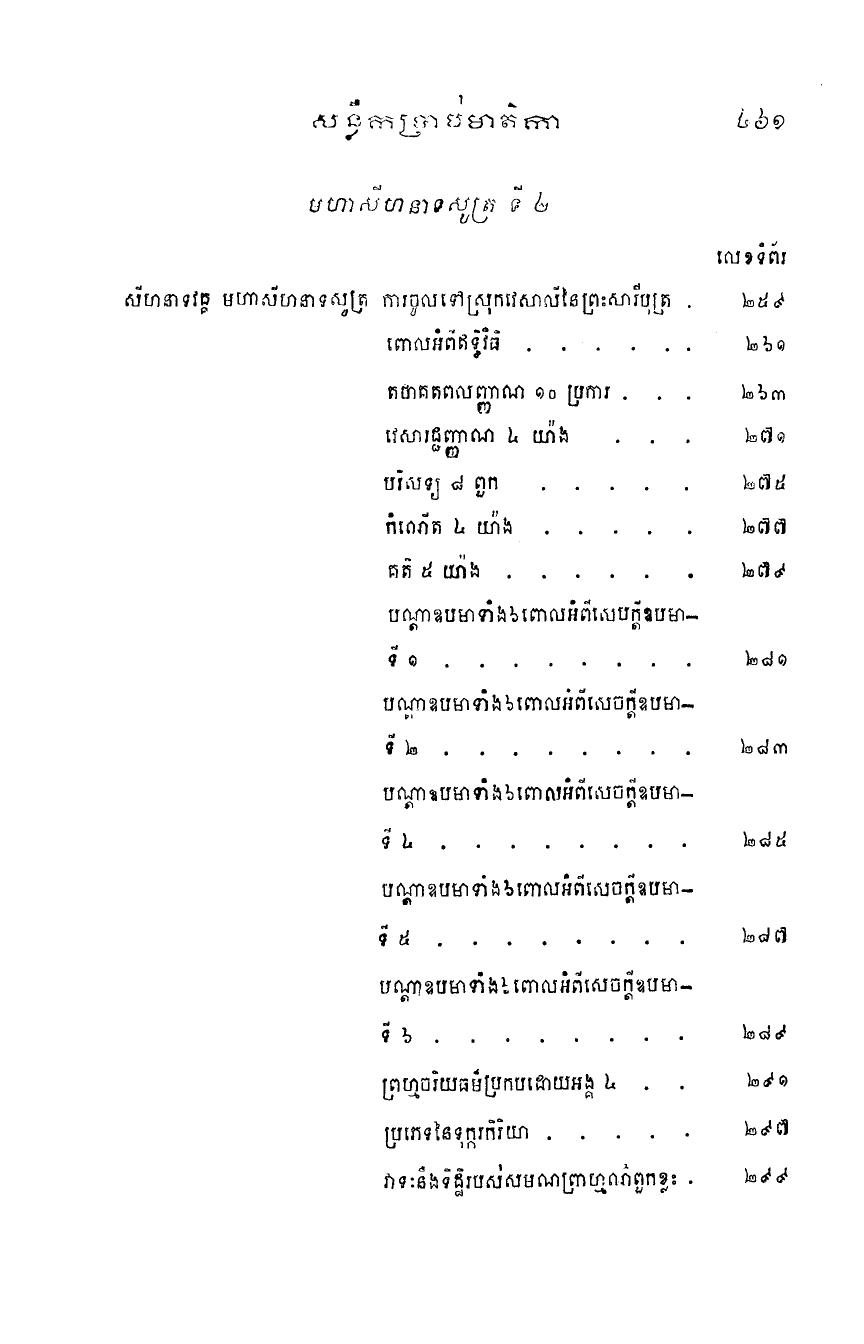 សន្លឹកប្រាប់មាតិកា ៤៦១
មហាសីហនាទសូត្រ ទី ២
លេខទំព័រ
សីហនាទវគ្គ មហាសីហនាទសូត្រ ការចូលទៅស្រុកវេសាលីនៃព្រះសារីបុត្រ . ២៥៩
ពោលអំពីឥទ្ធិវិធី . . . . . . ២៦១
តថាគតពលញ្ញាណ ១០ ប្រការ . . . ២៦៣
វេសារជ្ជញ្ញាណ ៤ យ៉ាង . . . ២៧១
បរិសទ្យ ៨ ពួក . . . . . ២៧៥
កំណើត ៤ យ៉ាង . . . . . ២៧៧
គតិ ៥ យ៉ាង . . . . . . ២៧៩
បណ្តាឧបមាទាំង៦ពោលអំពីសេបក្តីឧបមា–
ទី ១ . . . . . . . . ២៨១
បណ្តាឧបមាទាំង៦ពោលអំពីសេចក្តីឧបមា–
ទី ២ . . . . . . . . ២៨៣
បណ្តាឧបមាទាំង៦ពោលអំពីសេចក្តីឧបមា–
ទី ៤ . . . . . . . . ២៨៥
បណ្តាឧបមាទាំង៦ពោលអំពីសេចក្តីឧបមា–
ទី ៥ . . . . . . . . ២៨៧
បណ្តាឧបមាទាំង៦ពោលអំពីសេចក្តីឧបមា–
ទី ៦ . . . . . . . . ២៨៩
ព្រហ្មចរិយធម៌ប្រកបដោយអង្គ ៤ . . ២៩១
ប្រភេទនៃទុក្ករកិរិយា . . . . . ២៩៧
វាទៈនឹងទិដ្ឋិរបស់សមណព្រាហ្មណ៍ពួកខ្លះ . ២៩៩